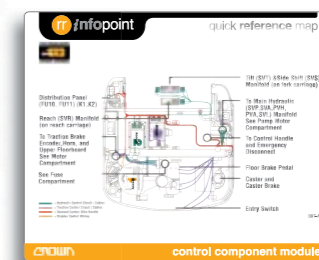 rr infopoint
quick reference map
Tilt (SVT) &Side Shift (SVS)
Manifold (on fork carriage)
Distribution Panel
(FU10, FU11) (K1,K2)
To Main Hydraulic
(SVP SVA,PVH,
PVA,SVL) Manifold
See Pump Motor
Compartment
Reach (SVR) Manifold
(on reach carriage)
To Traction Brake
Encoder, Horn, and
Upper Floorboard
See Motor
Compartment
To Control Handle
and Emergency
Disconnect
See Fuse
Compartment
Floor Brake Pedal
Caster and
Caster Brake
Entry Switch
CROWN
control component module